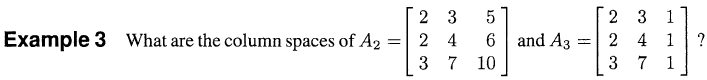 Example 3 What are the column spaces of A₂ = [ 2 3 5 ; 2 4 6 ; 3 7 10 ] and A₃ = [ 2 3 1 ; 2 4 1 ; 3 7 1 ] ?